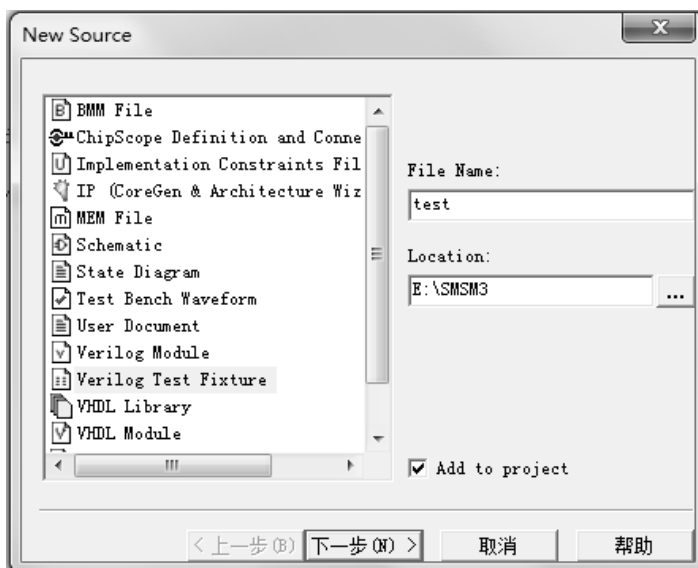 New Source
BMM File
ChipScope Definition and Conne
Implementation Constraints Fil
IP (CoreGen & Architecture Wiz
MEM File
Schematic
State Diagram
Test Bench Waveform
User Document
Verilog Module
Verilog Test Fixture
VHDL Library
VHDL Module
File Name:
test
Location:
E:\SMSM3
...
Add to project
< 上一步(B)
下一步(N) >
取消
帮助